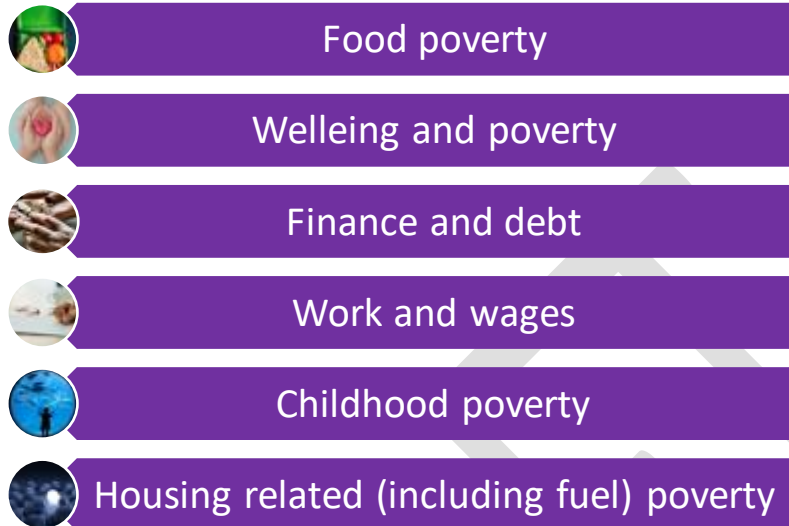 Food poverty
Welleing and poverty
Finance and debt
Work and wages
Childhood poverty
Housing related (including fuel) poverty